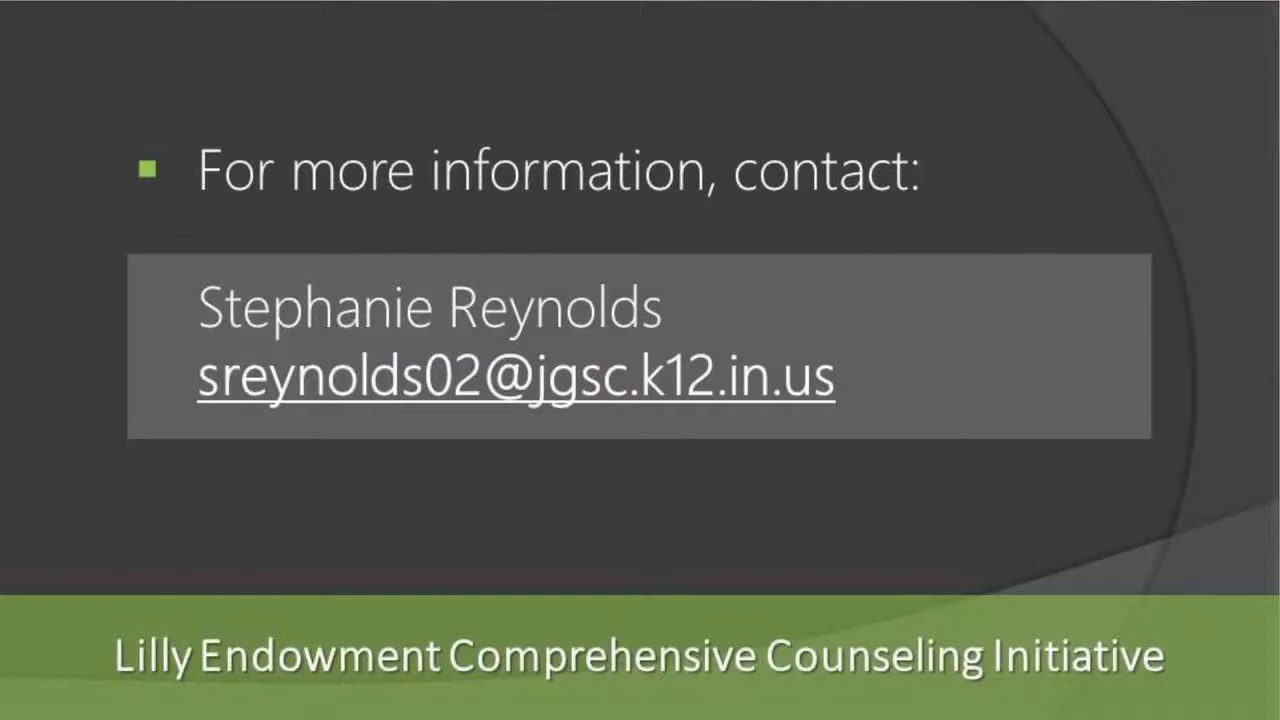 For more information, contact:
Stephanie Reynolds
sreynolds02@jgsc.k12.in.us
Lilly Endowment Comprehensive Counseling Initiative